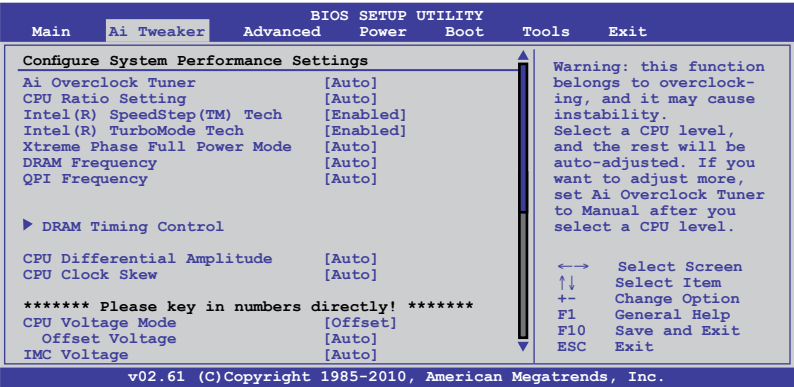 BIOS SETUP UTILITY
Main Ai Tweaker Advanced Power Boot Tools Exit
Configure System Performance Settings
Ai Overclock Tuner [Auto]
CPU Ratio Setting [Auto]
Intel(R) SpeedStep(TM) Tech [Enabled]
Intel(R) TurboMode Tech [Enabled]
Xtreme Phase Full Power Mode [Auto]
DRAM Frequency [Auto]
QPI Frequency [Auto]
DRAM Timing Control
CPU Differential Amplitude [Auto]
CPU Clock Skew [Auto]
******* Please key in numbers directly! *******
CPU Voltage Mode [Offset]
Offset Voltage [Auto]
IMC Voltage [Auto]
Warning: this function
belongs to overclock-
ing, and it may cause
instability.
Select a CPU level,
and the rest will be
auto-adjusted. If you
want to adjust more,
set Ai Overclock Tuner
to Manual after you
select a CPU level.
←→ Select Screen
↑↓ Select Item
+- Change Option
F1 General Help
F10 Save and Exit
ESC Exit
v02.61 (C)Copyright 1985-2010, American Megatrends, Inc.